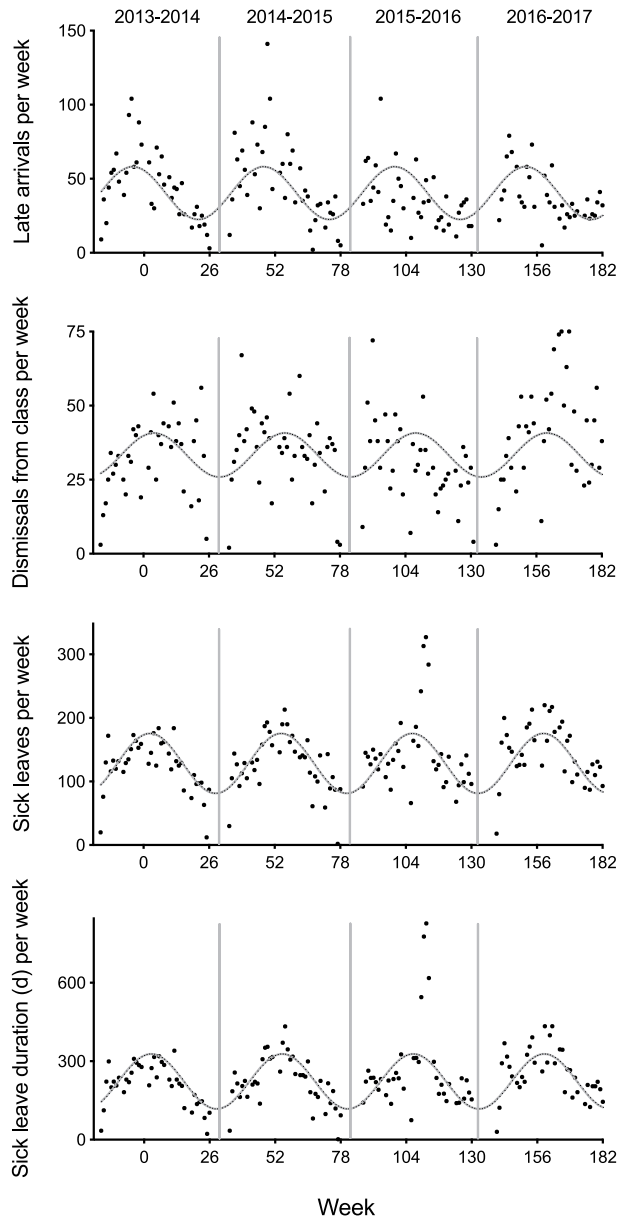 2013-2014 2014-2015 2015-2016 2016-2017
Late arrivals per week
150
100
50
0
0 26 52 78 104 130 156 182
Dismissals from class per week
75
50
25
0
0 26 52 78 104 130 156 182
Sick leaves per week
300
200
100
0
0 26 52 78 104 130 156 182
Sick leave duration (d) per week
600
300
0
0 26 52 78 104 130 156 182
Week